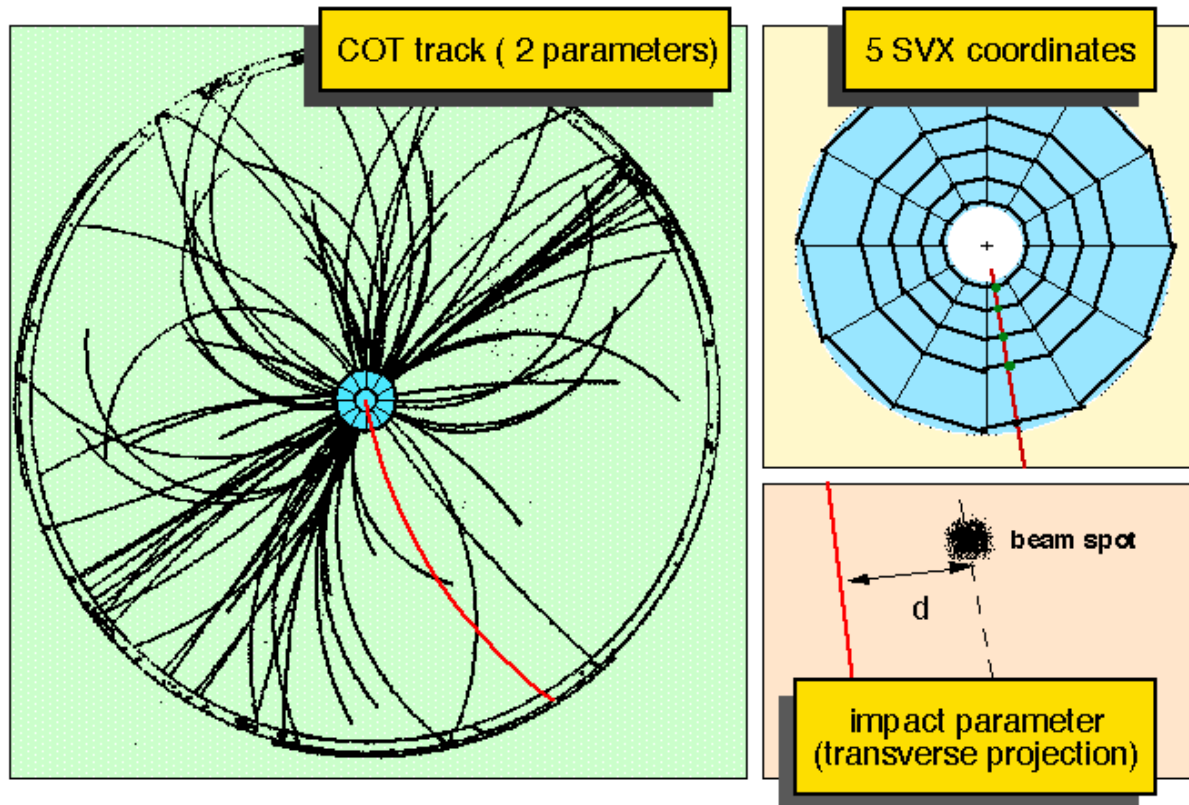 COT track ( 2 parameters)
5 SVX coordinates
beam spot
d
impact parameter
(transverse projection)